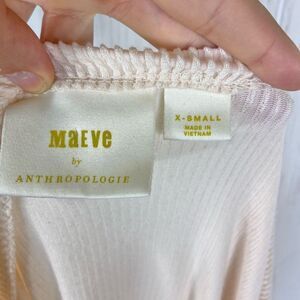 MaEve
by
ANTHROPOLOGIE
X-SMALL
MADE IN
VIETNAM